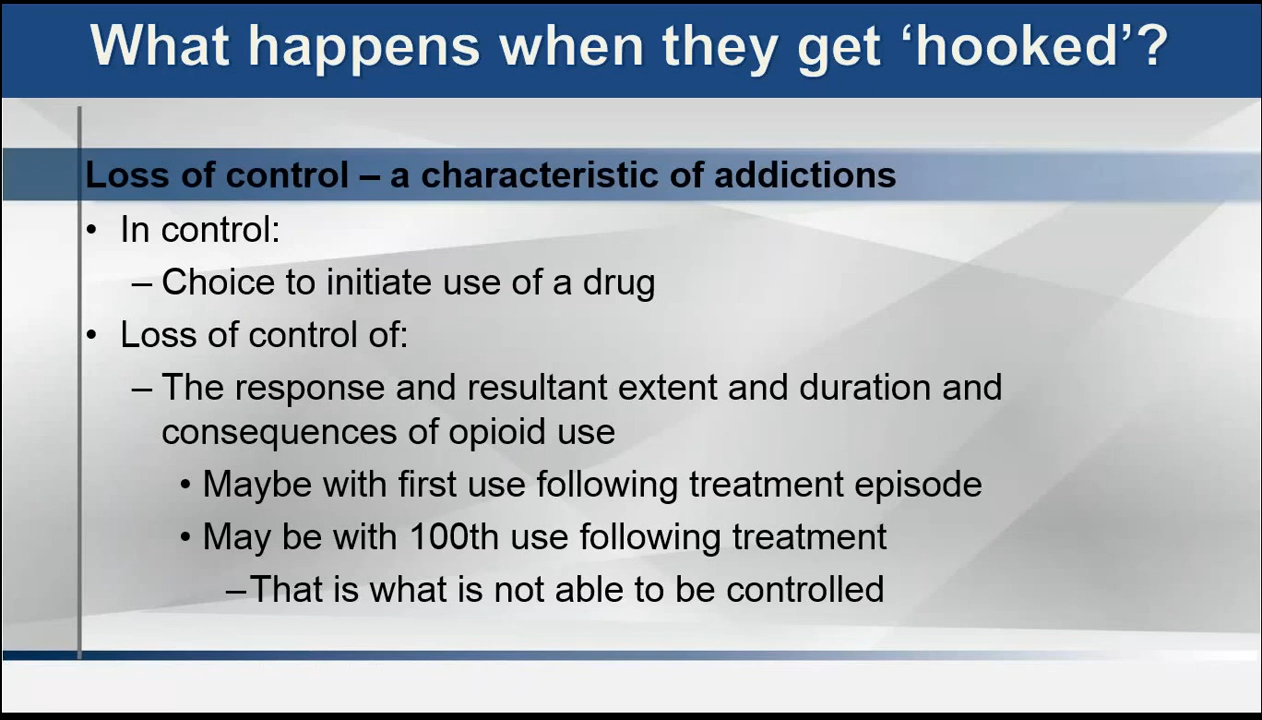 What happens when they get ‘hooked’?
Loss of control – a characteristic of addictions
• In control:
– Choice to initiate use of a drug
• Loss of control of:
– The response and resultant extent and duration and
consequences of opioid use
• Maybe with first use following treatment episode
• May be with 100th use following treatment
–That is what is not able to be controlled